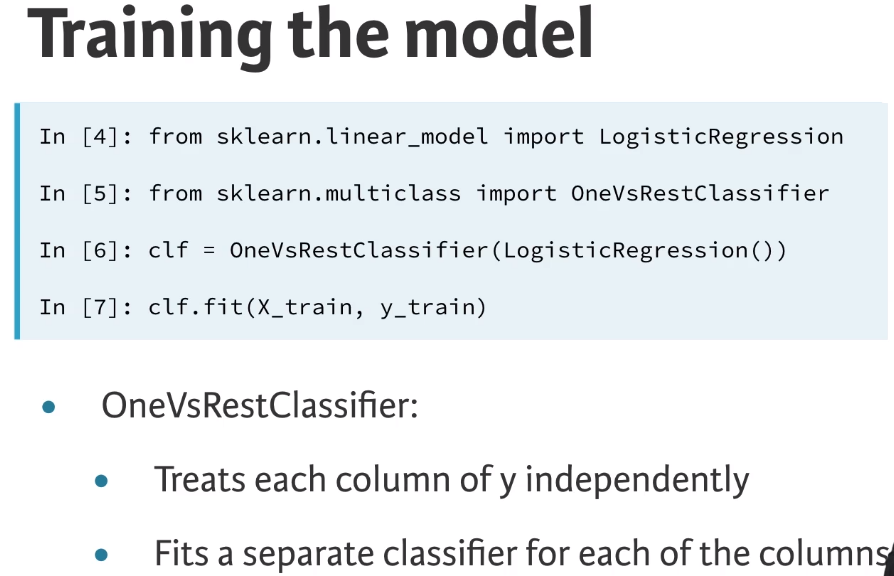 Training the model
In [4]: from sklearn.linear_model import LogisticRegression
In [5]: from sklearn.multiclass import OneVsRestClassifier
In [6]: clf = OneVsRestClassifier(LogisticRegression())
In [7]: clf.fit(X_train, y_train)
• OneVsRestClassifier:
• Treats each column of y independently
• Fits a separate classifier for each of the columns